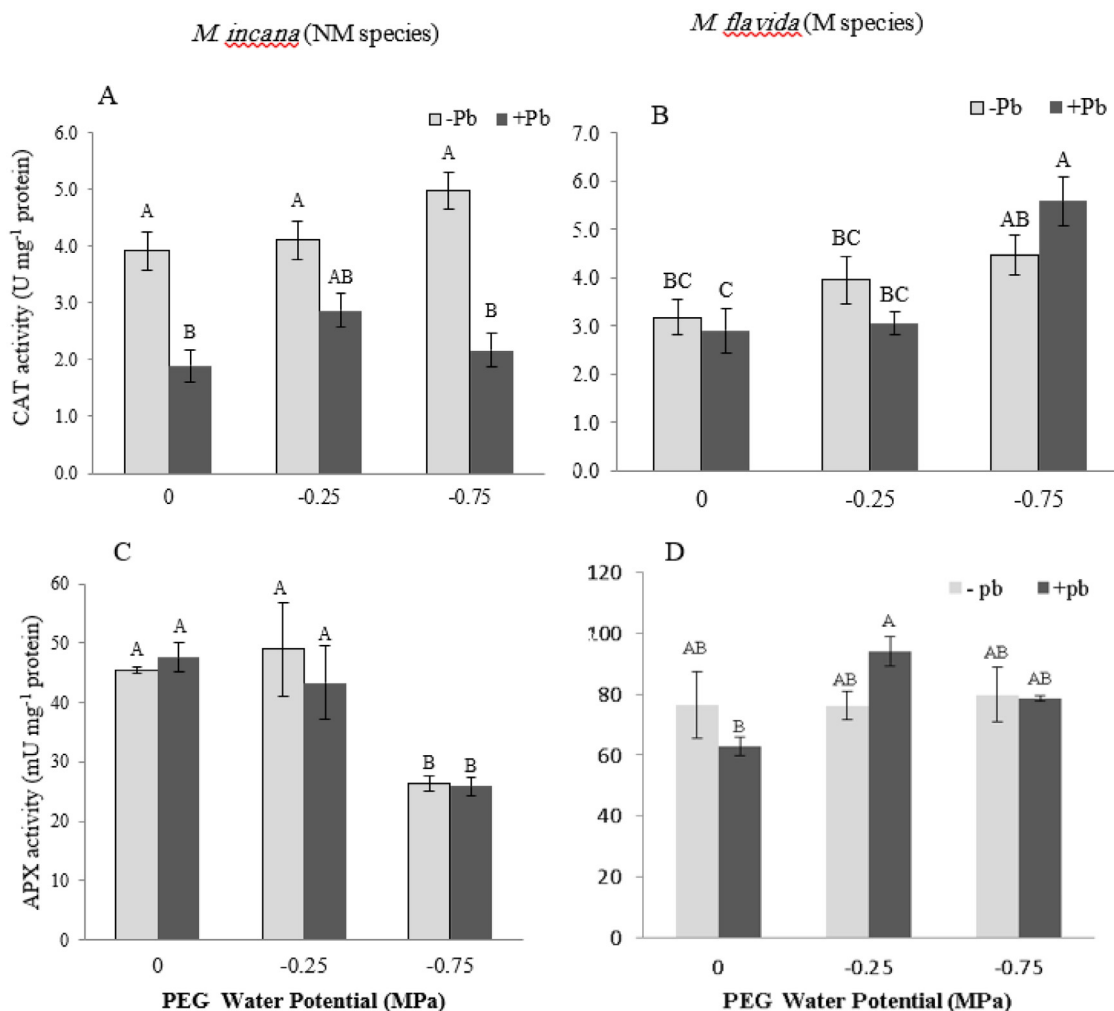 M. incana (NM species)
M. flavida (M species)
A
-Pb +Pb
6.0
5.0
4.0
3.0
2.0
1.0
0.0
CAT activity (U mg-1 protein)
A
B
A
AB
A
B
0 -0.25 -0.75
B
-Pb +Pb
7.0
6.0
5.0
4.0
3.0
2.0
1.0
0.0
BC
C
BC
BC
AB
A
0 -0.25 -0.75
C
60
50
40
30
20
10
0
APX activity (mU mg-1 protein)
A
A
A
A
B
B
0 -0.25 -0.75
PEG Water Potential (MPa)
D
- pb +pb
120
100
80
60
40
20
0
AB
B
AB
A
AB
AB
0 -0.25 -0.75
PEG Water Potential (MPa)